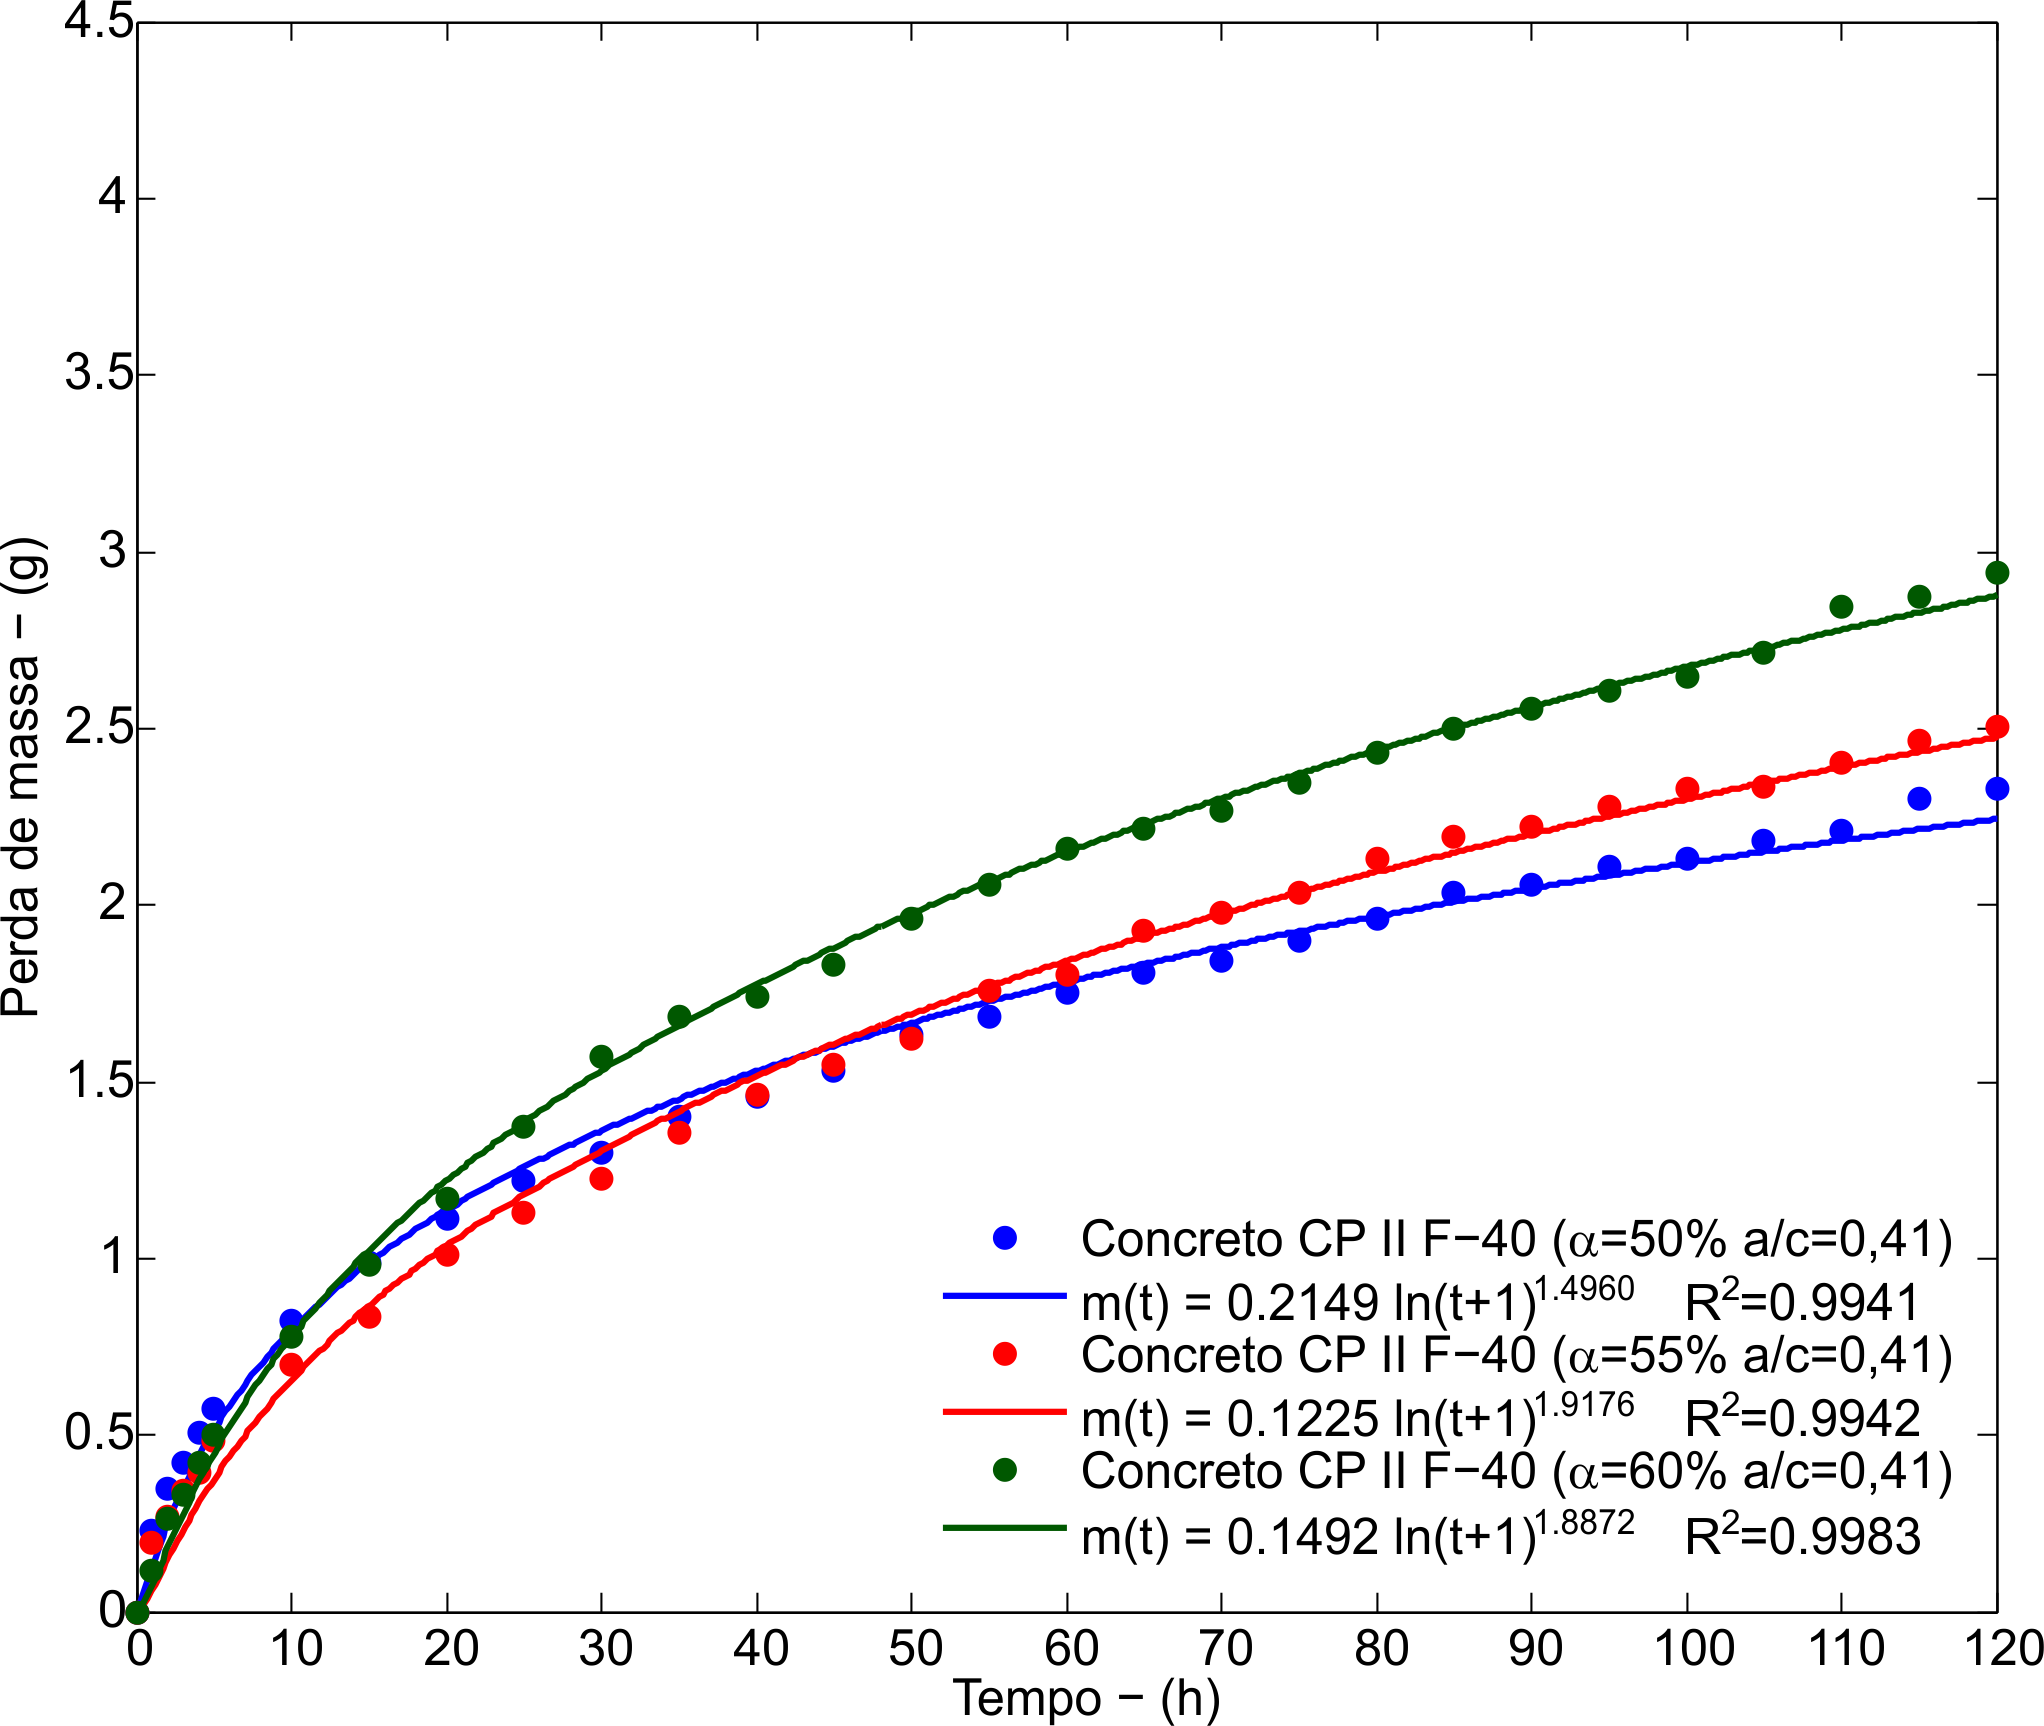 4.5
4
3.5
3
2.5
2
1.5
1
0.5
0
Perda de massa − (g)
Concreto CP II F−40 (α=50% a/c=0,41)
m(t) = 0.2149 ln(t+1)^1.4960 R²=0.9941
Concreto CP II F−40 (α=55% a/c=0,41)
m(t) = 0.1225 ln(t+1)^1.9176 R²=0.9942
Concreto CP II F−40 (α=60% a/c=0,41)
m(t) = 0.1492 ln(t+1)^1.8872 R²=0.9983
0 10 20 30 40 50 60 70 80 90 100 110 120
Tempo − (h)